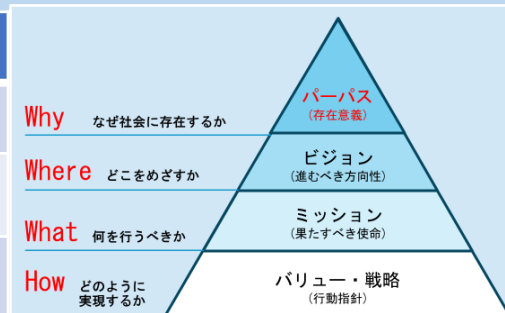 パーパス
(存在意義)
Why なぜ社会に存在するか
ビジョン
(進むべき方向性)
Where どこをめざすか
ミッション
(果たすべき使命)
What 何を行うべきか
バリュー・戦略
(行動指針)
How どのように
実現するか